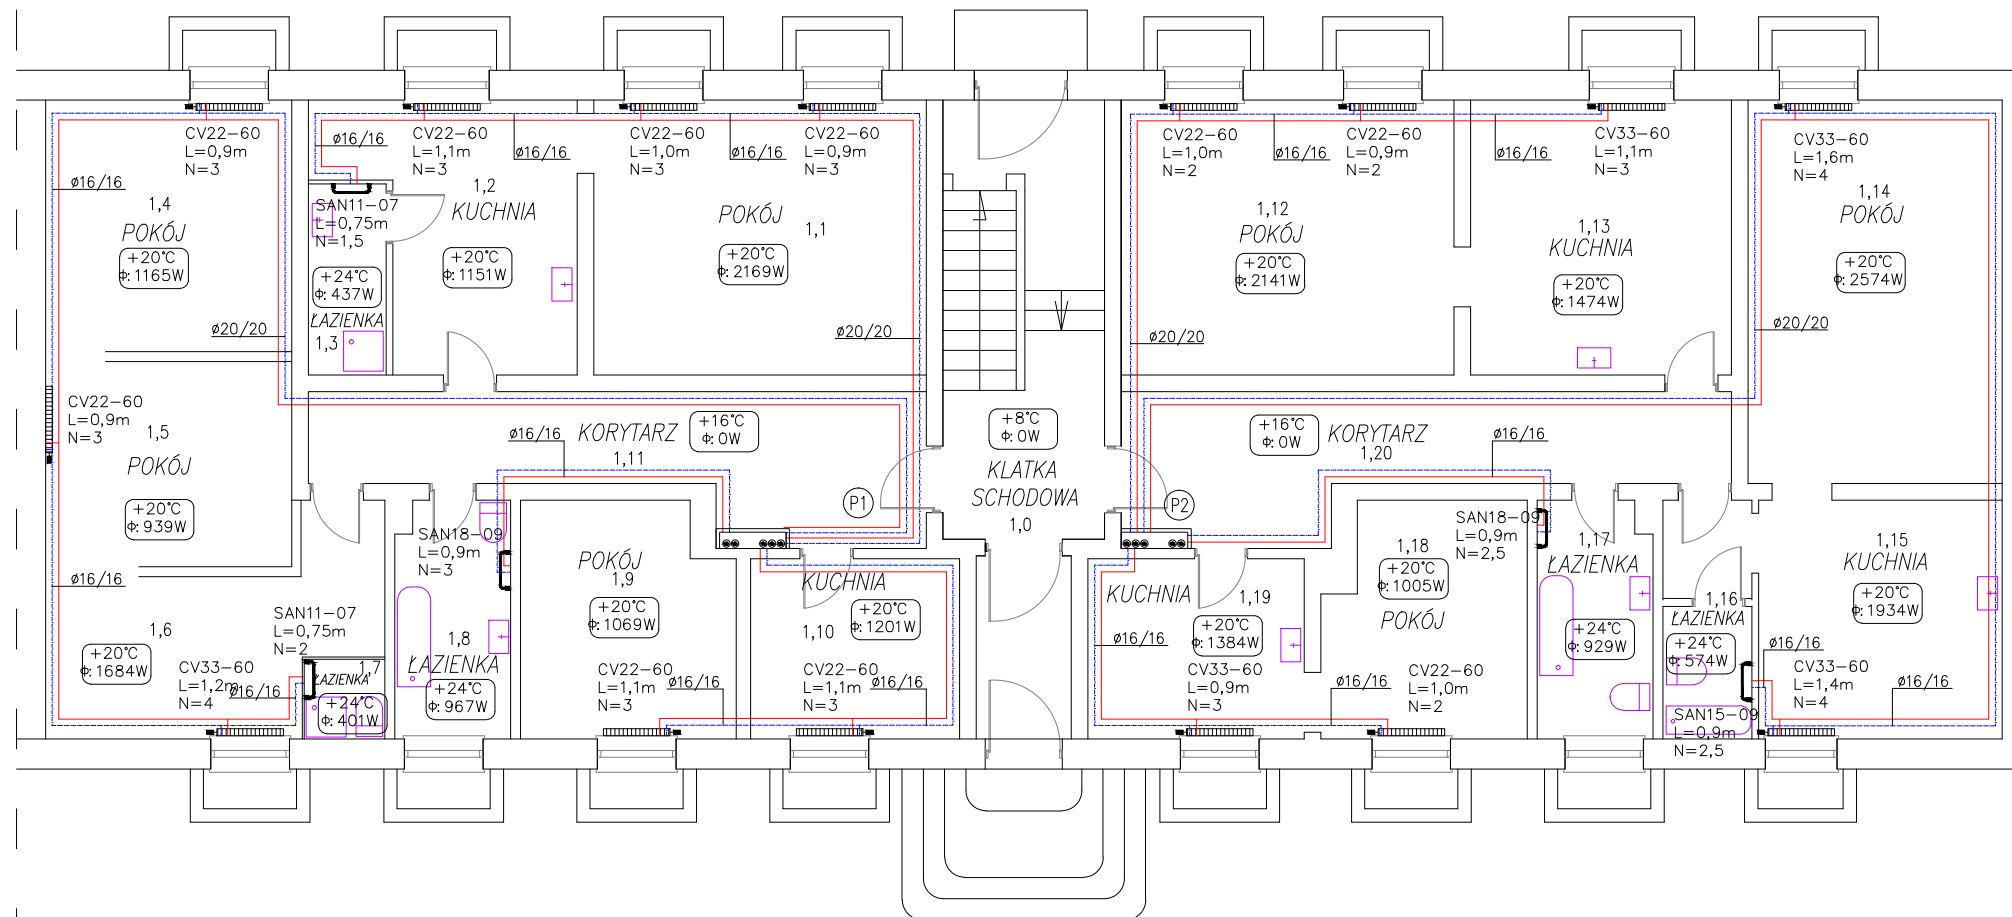 CV22-60
L=0,9m
N=3
ø16/16
1,4
POKÓJ
+20°C
ϕ: 1165W
ø20/20
ø16/16
CV22-60
L=1,1m
N=3
ø16/16
1,2
KUCHNIA
+20°C
ϕ: 1151W
SAN11-07
L=0,75m
N=1,5
+24°C
ϕ: 437W
ŁAZIENKA
1,3
CV22-60
L=1,0m
N=3
ø16/16
CV22-60
L=0,9m
N=3
POKÓJ
1,1
+20°C
ϕ: 2169W
ø20/20
CV22-60
L=1,0m
N=2
ø16/16
CV22-60
L=0,9m
N=2
ø16/16
1,12
POKÓJ
+20°C
ϕ: 2141W
ø20/20
CV33-60
L=1,1m
N=3
1,13
KUCHNIA
+20°C
ϕ: 1474W
CV33-60
L=1,6m
N=4
1,14
POKÓJ
+20°C
ϕ: 2574W
ø20/20
CV22-60
L=0,9m
N=3
1,5
POKÓJ
+20°C
ϕ: 939W
ø16/16
KORYTARZ
1,11
+16°C
ϕ: 0W
ø16/16
P1
+8°C
ϕ: 0W
KLATKA
SCHODOWA
1,0
P2
+16°C
ϕ: 0W
KORYTARZ
1,20
ø16/16
1,6
+20°C
ϕ: 1684W
CV33-60
L=1,2m
N=4
ø16/16
SAN11-07
L=0,75m
N=2
1,7
ŁAZIENKA
+24°C
ϕ: 401W
SAN18-09
L=0,9m
N=3
1,8
ŁAZIENKA
+24°C
ϕ: 967W
POKÓJ
1,9
+20°C
ϕ: 1069W
CV22-60
L=1,1m
N=3
ø16/16
KUCHNIA
+20°C
ϕ: 1201W
1,10
CV22-60
L=1,1m
N=3
ø16/16
KUCHNIA
1,19
+20°C
ϕ: 1384W
ø16/16
CV33-60
L=0,9m
N=3
ø16/16
1,18
+20°C
ϕ: 1005W
POKÓJ
CV22-60
L=1,0m
N=2
SAN18-09
L=0,9m
N=2,5
1,17
ŁAZIENKA
+24°C
ϕ: 929W
1,16
ŁAZIENKA
+24°C
ϕ: 574W
SAN15-09
L=0,9m
N=2,5
1,15
KUCHNIA
+20°C
ϕ: 1934W
ø16/16
CV33-60
L=1,4m
N=4
ø16/16